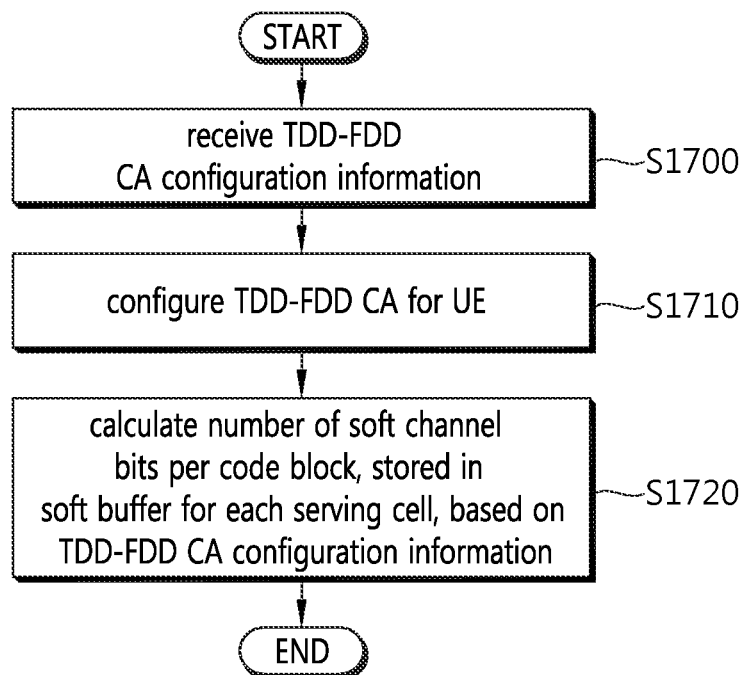 START
receive TDD-FDD
CA configuration information
S1700
configure TDD-FDD CA for UE
S1710
calculate number of soft channel
bits per code block, stored in
soft buffer for each serving cell, based on
TDD-FDD CA configuration information
S1720
END